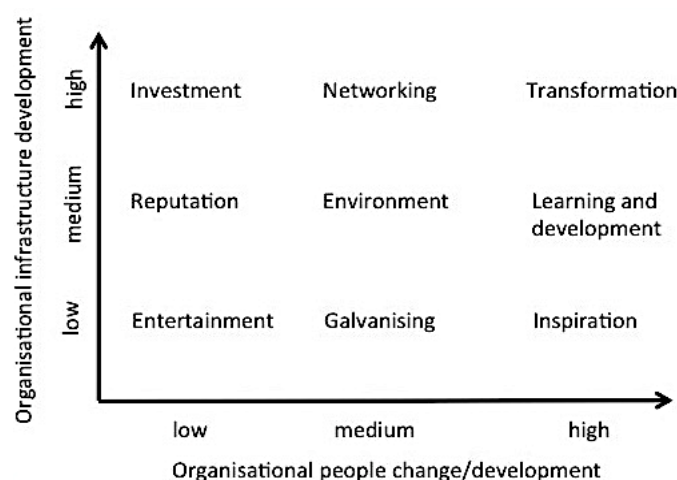 Organisational infrastructure development
high
Investment
Networking
Transformation
medium
Reputation
Environment
Learning and
development
low
Entertainment
Galvanising
Inspiration
low
medium
high
Organisational people change/development